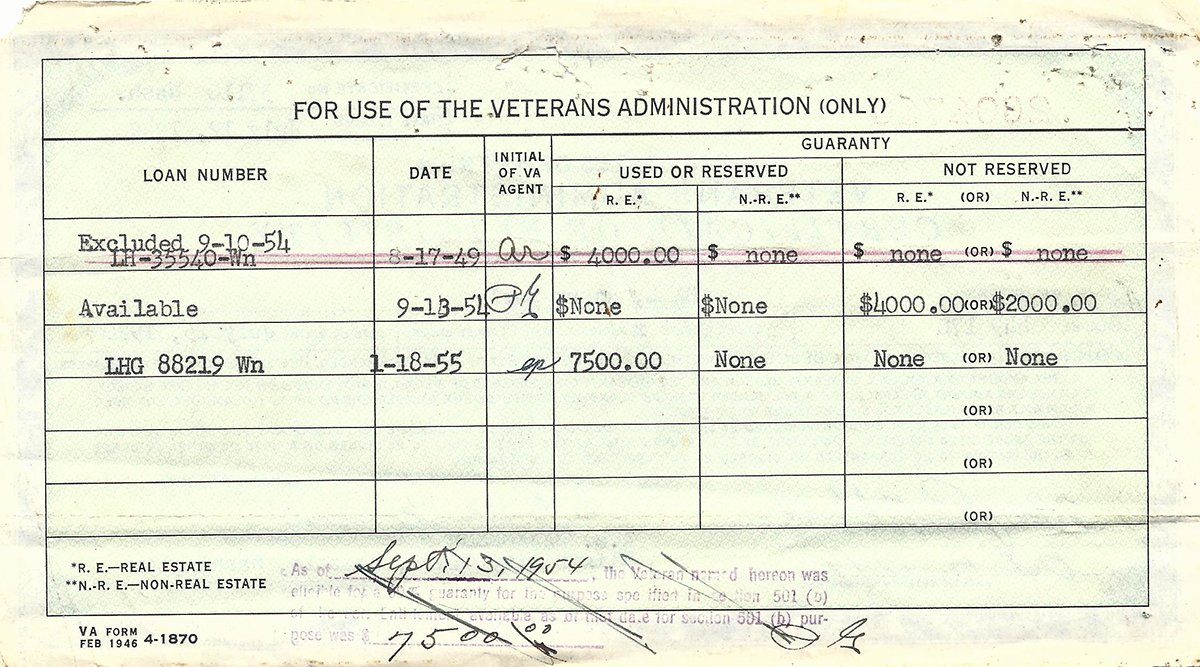 FOR USE OF THE VETERANS ADMINISTRATION (ONLY)
LOAN NUMBER DATE INITIAL OF VA AGENT GUARANTY
USED OR RESERVED NOT RESERVED
R. E.* N.-R. E.** R. E.* (OR) N.-R. E.**
Excluded 9-10-54
LH-35540-Wn 8-17-49 $ 4000.00 $ none $ none (OR) $ none
Available 9-13-54 $None $None $4000.00 (OR) $2000.00
LHG 88219 Wn 1-18-55 ep 7500.00 None None (OR) None
(OR)
(OR)
(OR)
*R. E.—REAL ESTATE
**N.-R. E.—NON-REAL ESTATE
As of Sept. 13, 1954, the Veteran named hereon was
eligible for a guaranty for the purpose specified in section 501 (b)
available as of that date for section 501 (b) pur-
pose was $ 7500 00
VA FORM
FEB 1946 4-1870